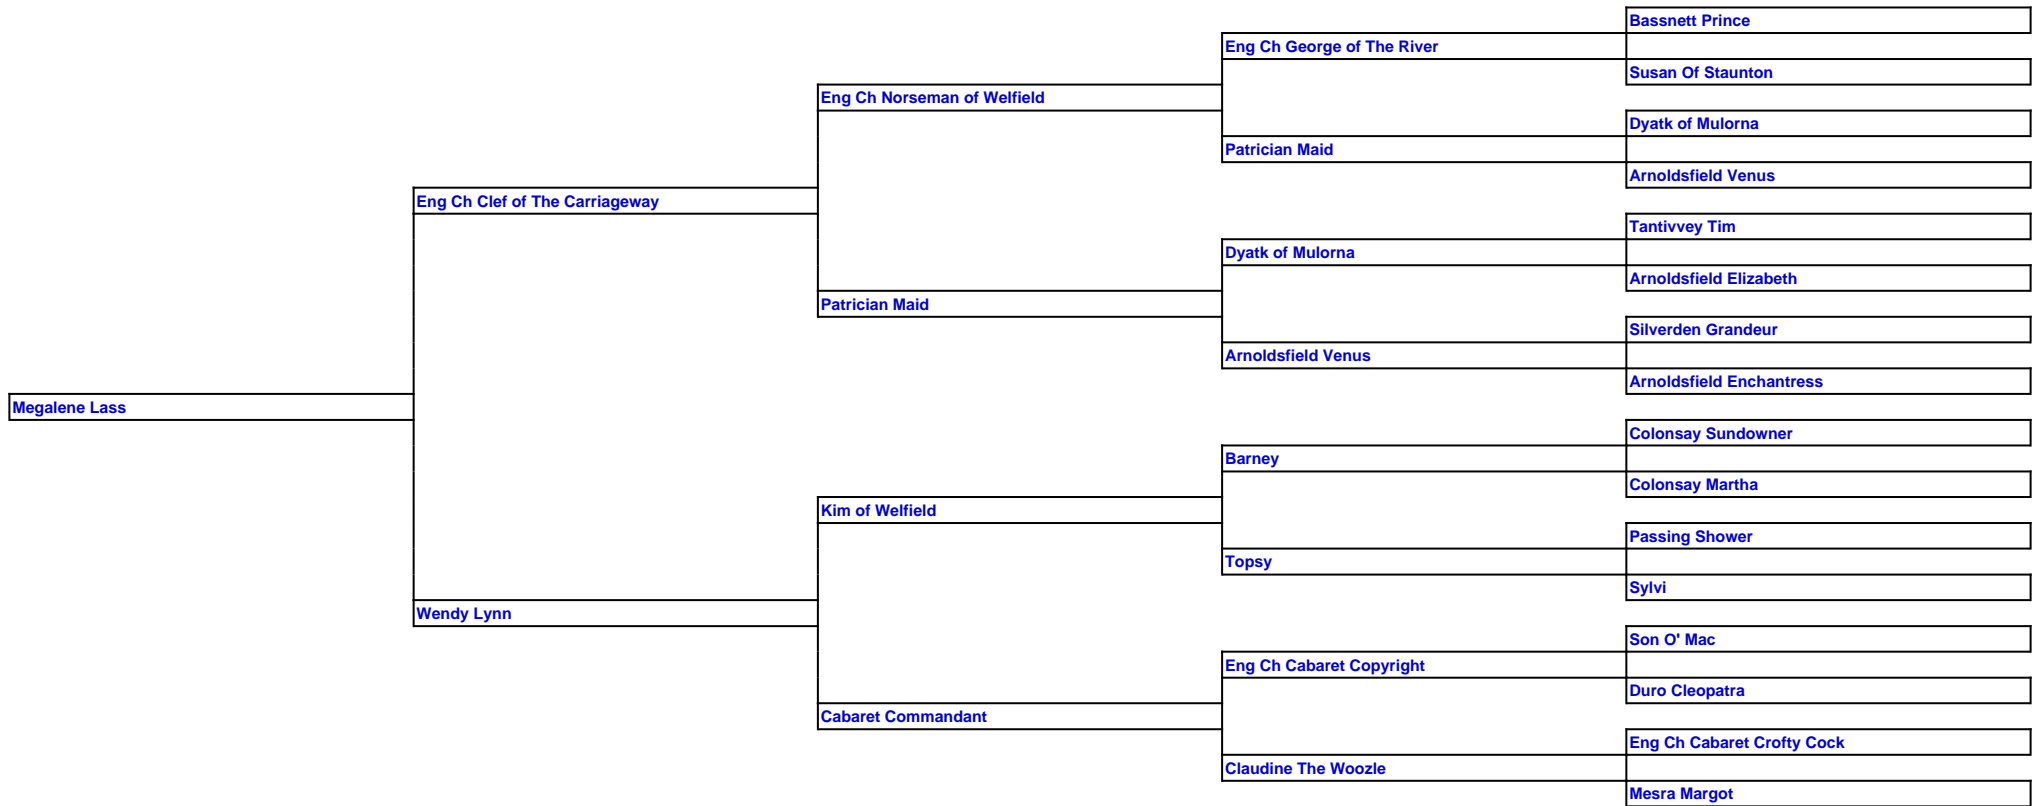 Bassnett Prince
Eng Ch George of The River
Susan Of Staunton
Eng Ch Norseman of Welfield
Dyatk of Mulorna
Patrician Maid
Arnoldsfield Venus
Eng Ch Clef of The Carriageway
Tantivvey Tim
Dyatk of Mulorna
Arnoldsfield Elizabeth
Patrician Maid
Silverden Grandeur
Arnoldsfield Venus
Arnoldsfield Enchantress
Megalene Lass
Colonsay Sundowner
Barney
Colonsay Martha
Kim of Welfield
Passing Shower
Topsy
Sylvi
Wendy Lynn
Son O' Mac
Eng Ch Cabaret Copyright
Duro Cleopatra
Cabaret Commandant
Eng Ch Cabaret Crofty Cock
Claudine The Woozle
Mesra Margot